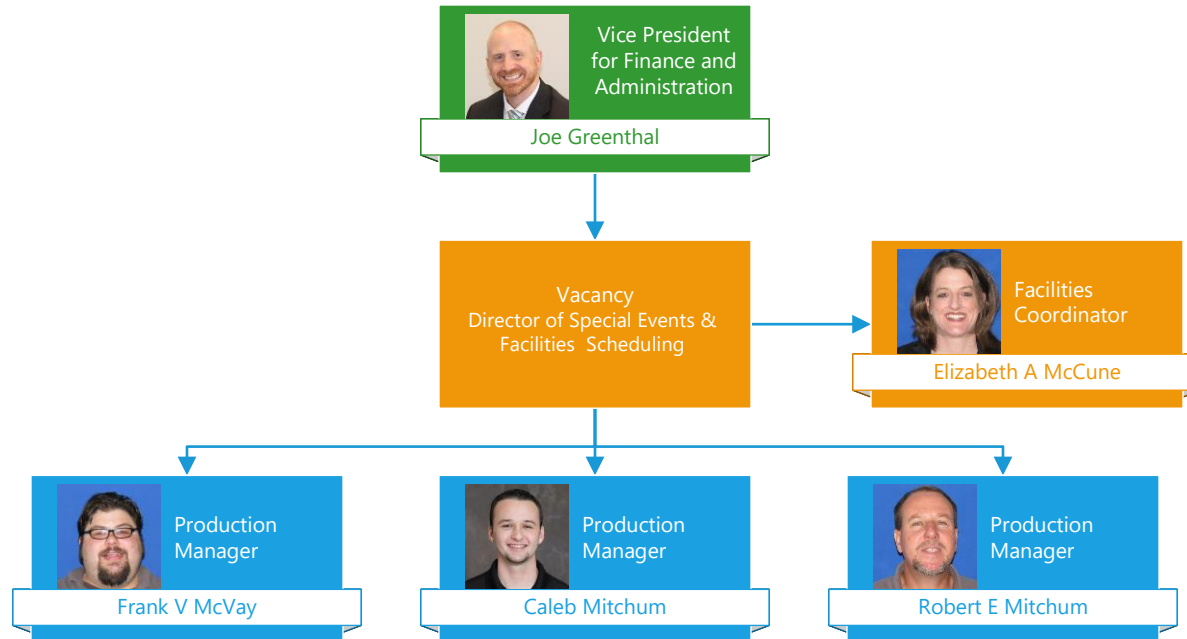 Vice President
for Finance and
Administration
Joe Greenthal
Vacancy
Director of Special Events &
Facilities  Scheduling
Facilities
Coordinator
Elizabeth A McCune
Production
Manager
Frank V McVay
Production
Manager
Caleb Mitchum
Production
Manager
Robert E Mitchum